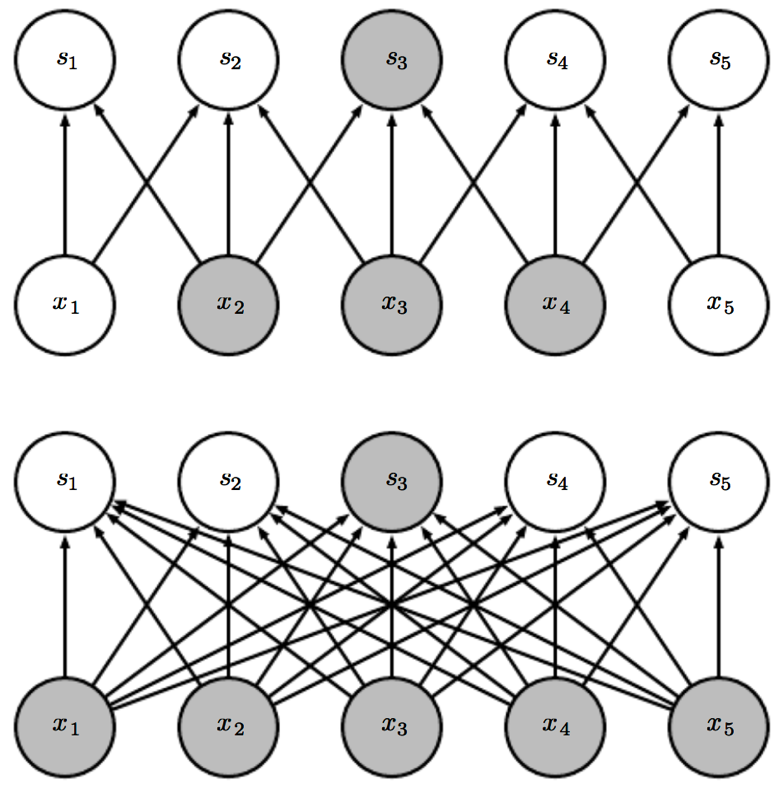 s₁ s₂ s₃ s₄ s₅
x₁ x₂ x₃ x₄ x₅
s₁ s₂ s₃ s₄ s₅
x₁ x₂ x₃ x₄ x₅